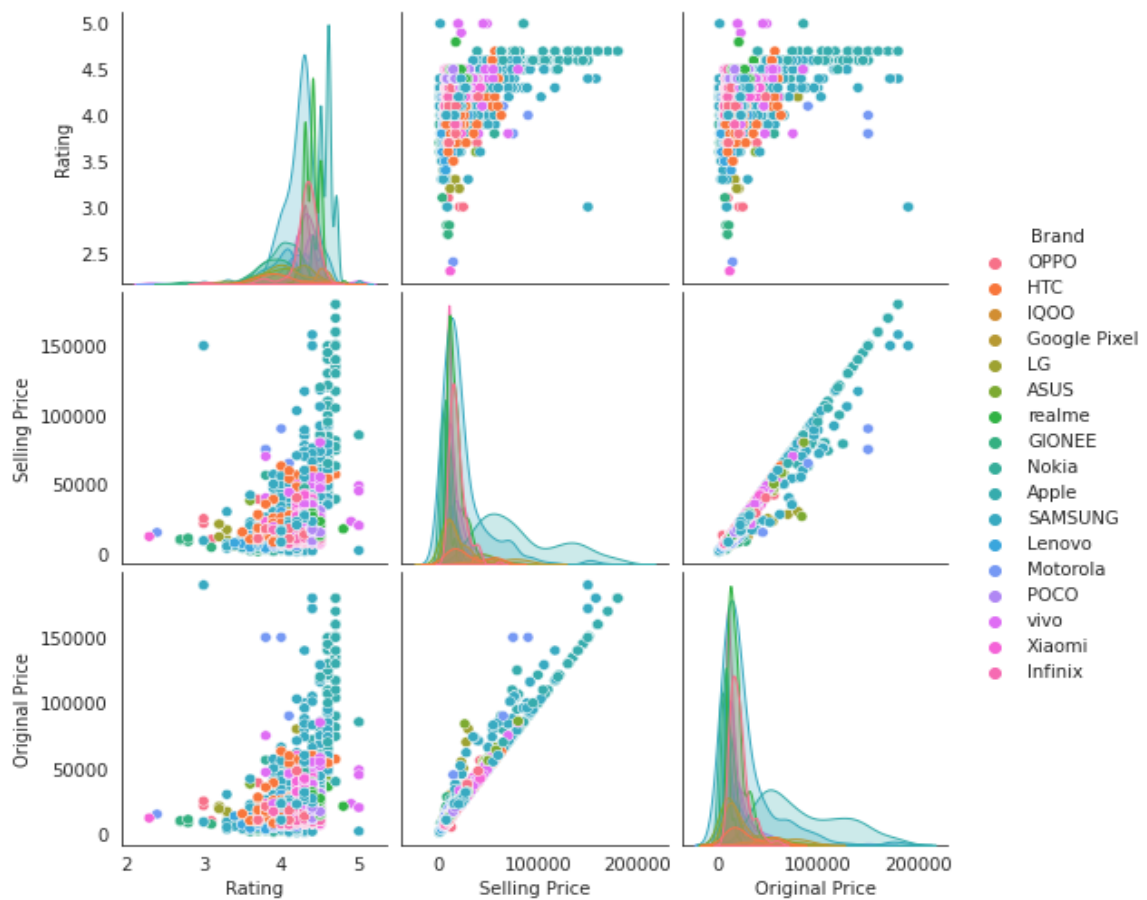 5.0
4.5
4.0
3.5
3.0
2.5
Rating
150000
100000
50000
0
Selling Price
150000
100000
50000
0
Original Price
2 3 4 5
Rating
0 100000 200000
Selling Price
0 100000 200000
Original Price
Brand
OPPO
HTC
IQOO
Google Pixel
LG
ASUS
realme
GIONEE
Nokia
Apple
SAMSUNG
Lenovo
Motorola
POCO
vivo
Xiaomi
Infinix